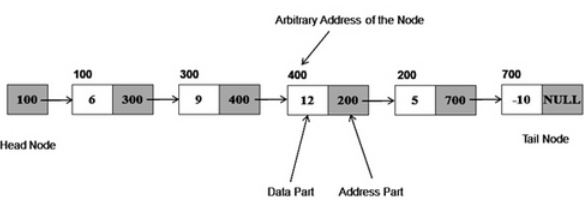 Arbitrary Address of the Node
100 300 400 200 700
100 6 300 9 400 12 200 5 700 -10 NULL
Head Node Tail Node
Data Part Address Part